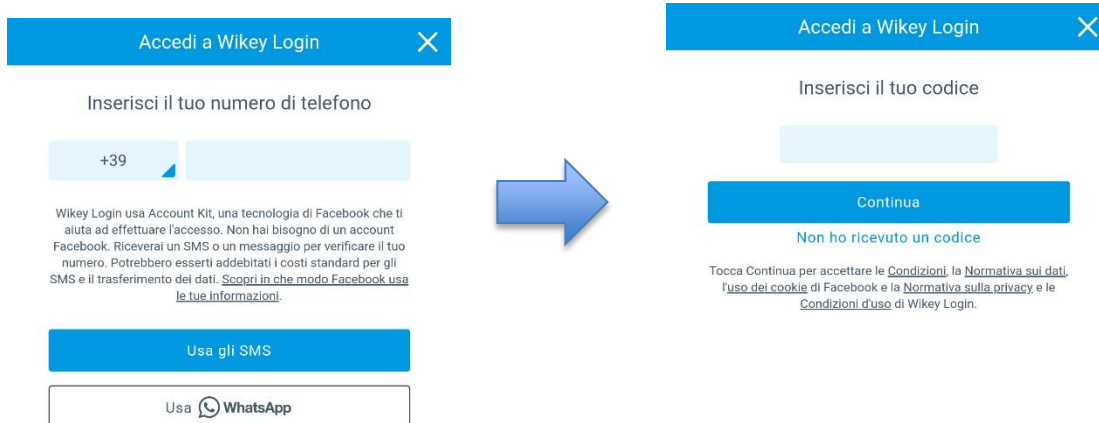 Accedi a Wikey Login
Inserisci il tuo numero di telefono
+39
Wikey Login usa Account Kit, una tecnologia di Facebook che ti
aiuta ad effettuare l'accesso. Non hai bisogno di un account
Facebook. Riceverai un SMS o un messaggio per verificare il tuo
numero. Potrebbero esserti addebitati i costi standard per gli
SMS e il trasferimento dei dati. Scopri in che modo Facebook usa
le tue informazioni.
Usa gli SMS
Usa WhatsApp
Accedi a Wikey Login
Inserisci il tuo codice
Continua
Non ho ricevuto un codice
Tocca Continua per accettare le Condizioni, la Normativa sui dati,
l'uso dei cookie di Facebook e la Normativa sulla privacy e le
Condizioni d'uso di Wikey Login.